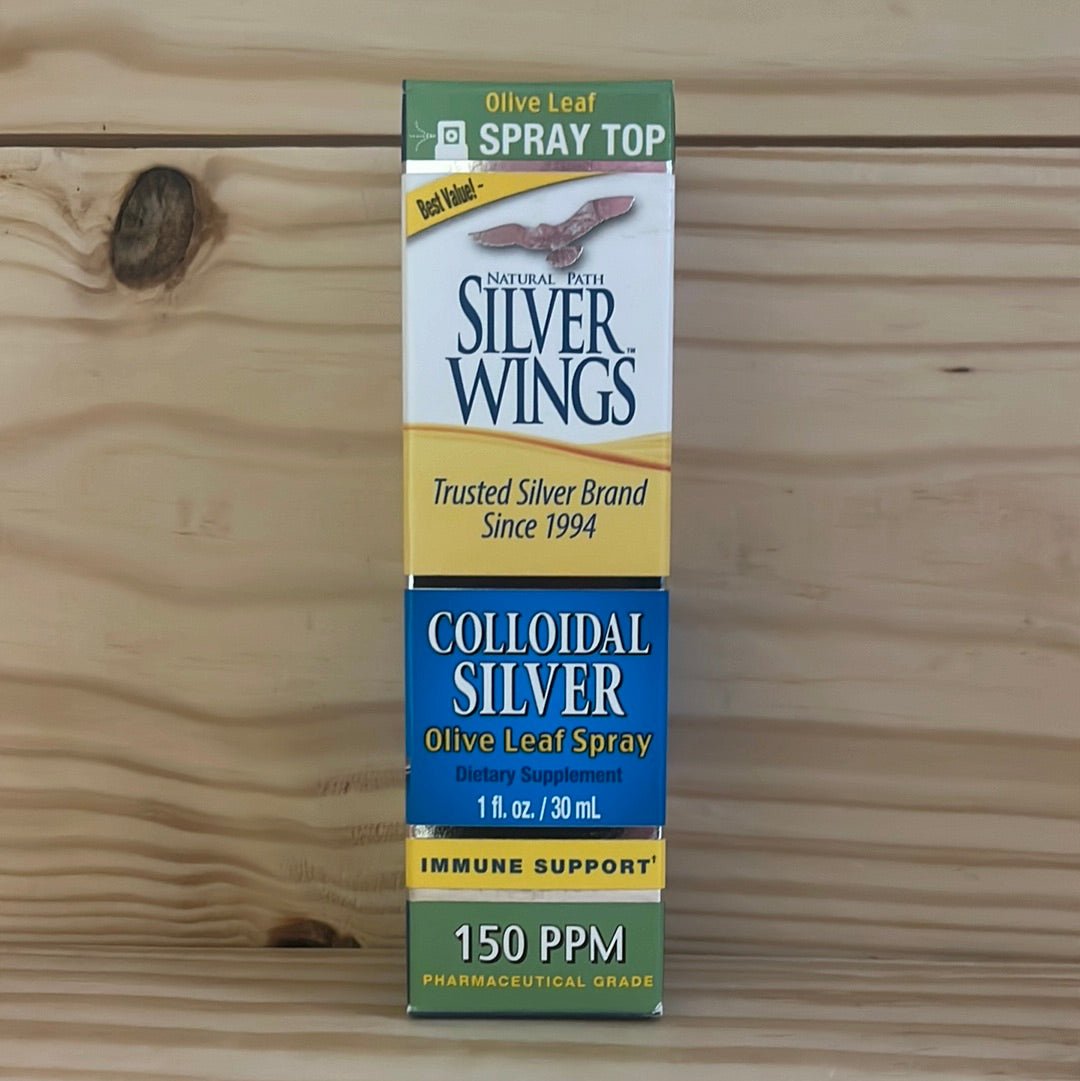 Olive Leaf
SPRAY TOP
Best Value! ~
NATURAL PATH
SILVER
WINGS™
Trusted Silver Brand
Since 1994
COLLOIDAL
SILVER
Olive Leaf Spray
Dietary Supplement
1 fl. oz. / 30 mL
IMMUNE SUPPORT†
150 PPM
PHARMACEUTICAL GRADE